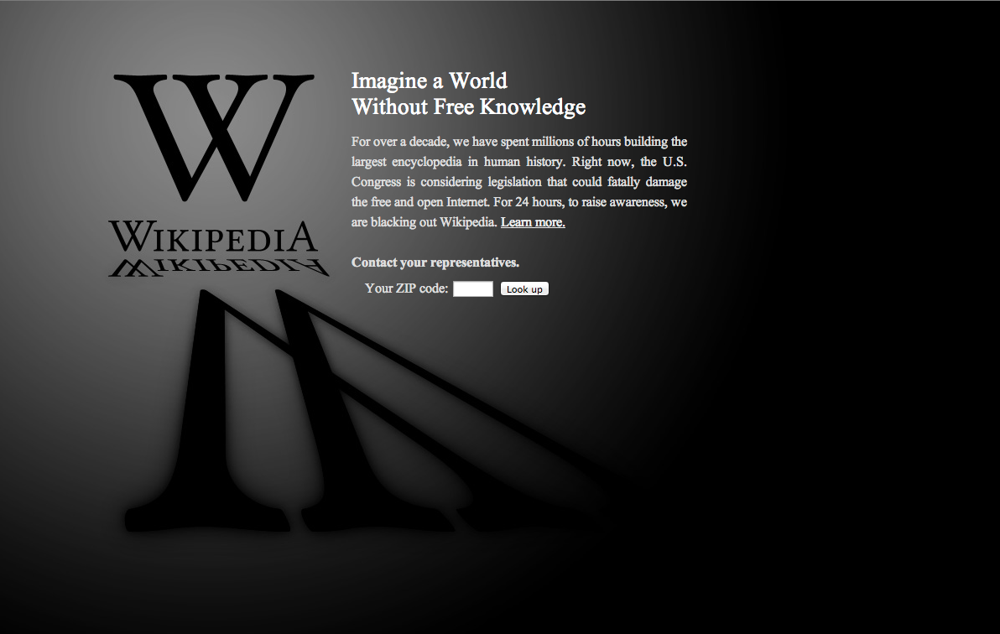 W
Imagine a World
Without Free Knowledge
For over a decade, we have spent millions of hours building the
largest encyclopedia in human history. Right now, the U.S.
Congress is considering legislation that could fatally damage
the free and open Internet. For 24 hours, to raise awareness, we
are blacking out Wikipedia. Learn more.
WIKIPEDIA
Contact your representatives.
Your ZIP code: Look up